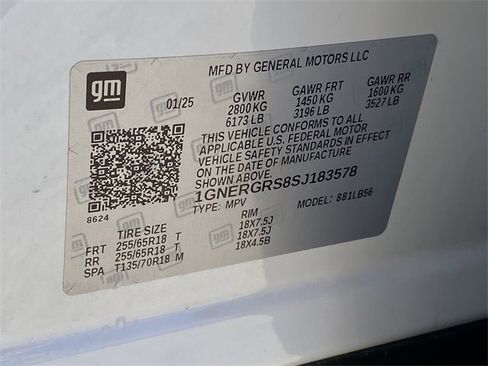 MFD BY GENERAL MOTORS LLC
gm
01/25
GVWR
2800 KG
6173 LB
GAWR FRT
1450 KG
3196 LB
GAWR RR
1600 KG
3527 LB
THIS VEHICLE CONFORMS TO ALL
APPLICABLE U.S. FEDERAL MOTOR
VEHICLE SAFETY STANDARDS IN EFFECT
ON THE DATE OF MANUFACTURE
SHOWN ABOVE.
1GNERGRS8SJ183578
TYPE: MPV
MODEL: 881LB56
8624
TIRE SIZE
RIM
FRT 255/65R18 T 18X7.5J
RR 255/65R18 T 18X7.5J
SPA T135/70R18 M 18X4.5B